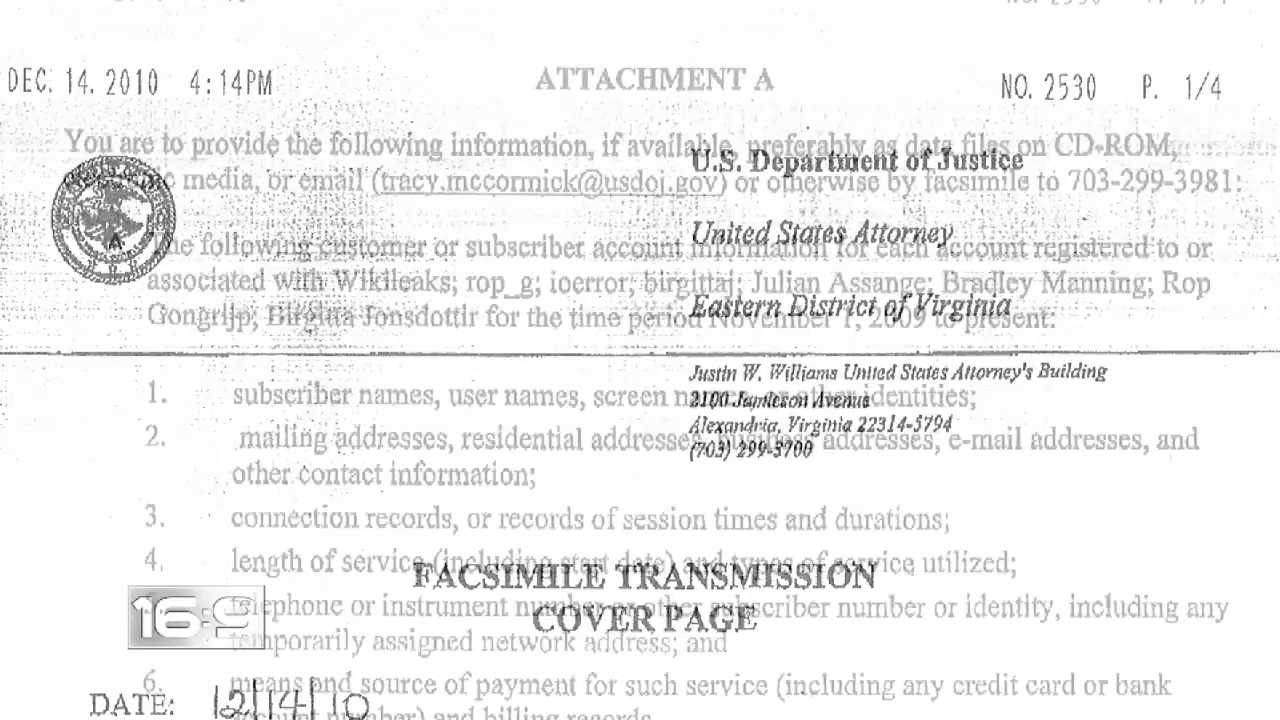 DEC. 14. 2010 4:14PM
NO. 2530 P. 1/4
ATTACHMENT A
You are to provide the following information, if available, preferably as data files on CD-ROM,
media, or email (tracy.mccormick@usdoj.gov) or otherwise by facsimile to 703-299-3981:
following customer or subscriber account information for each account registered to or
associated with Wikileaks; rop_g; ioerror; birgittaj; Julian Assange; Bradley Manning; Rop
Gongrijp; Birgitta Jonsdottir for the time period November 1, 2009 to present:
1. subscriber names, user names, screen names, or other identities;
2. mailing addresses, residential addresses, business addresses, e-mail addresses, and
other contact information;
3. connection records, or records of session times and durations;
4. length of service (including start date) and types of service utilized;
telephone or instrument number or other subscriber number or identity, including any
temporarily assigned network address; and
6. means and source of payment for such service (including any credit card or bank
account number) and billing records.
U.S. Department of Justice
United States Attorney
Eastern District of Virginia
Justin W. Williams United States Attorney's Building
2100 Jamieson Avenue
Alexandria, Virginia 22314-5794
(703) 299-3700
FACSIMILE TRANSMISSION
COVER PAGE
16:9
DATE: 12/14/10